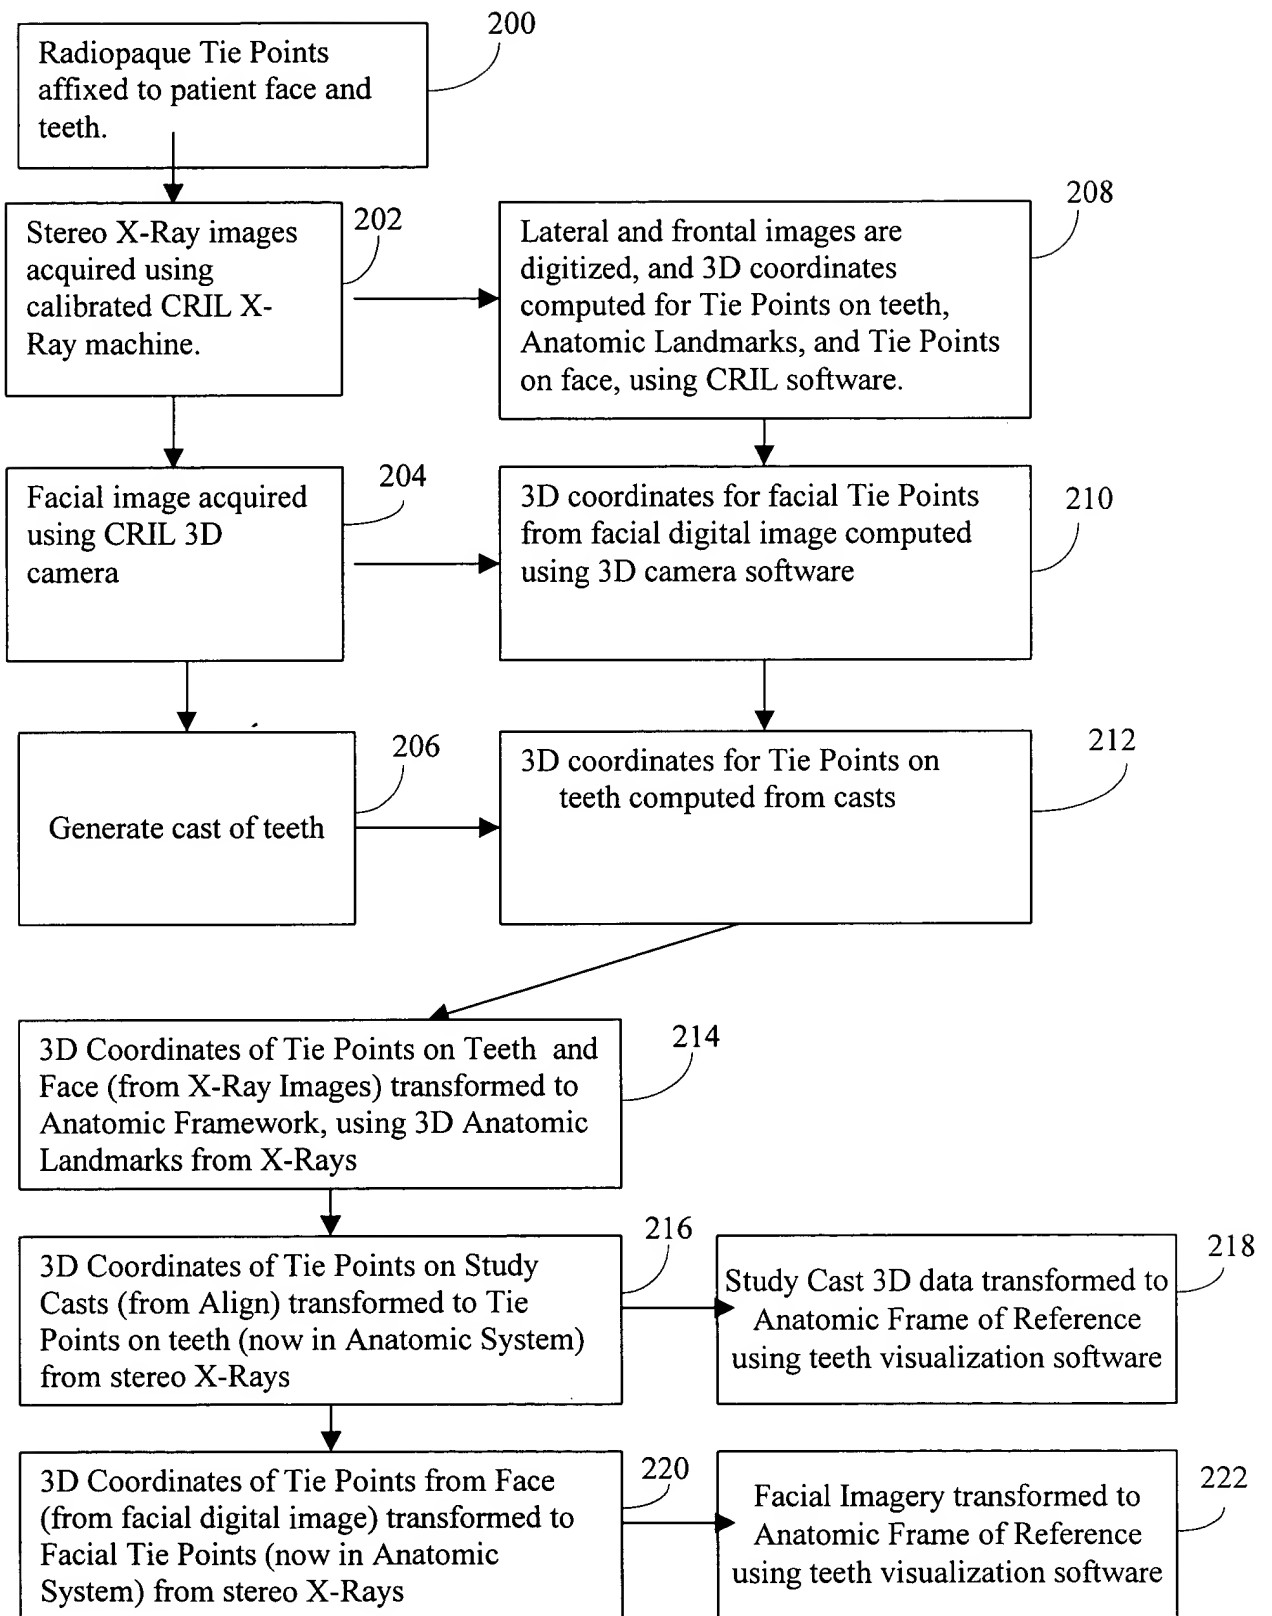 200
Radiopaque Tie Points
affixed to patient face and
teeth.
202
Stereo X-Ray images
acquired using
calibrated CRIL X-
Ray machine.
208
Lateral and frontal images are
digitized, and 3D coordinates
computed for Tie Points on teeth,
Anatomic Landmarks, and Tie Points
on face, using CRIL software.
204
Facial image acquired
using CRIL 3D
camera
210
3D coordinates for facial Tie Points
from facial digital image computed
using 3D camera software
206
Generate cast of teeth
212
3D coordinates for Tie Points on
teeth computed from casts
214
3D Coordinates of Tie Points on Teeth and
Face (from X-Ray Images) transformed to
Anatomic Framework, using 3D Anatomic
Landmarks from X-Rays
216
3D Coordinates of Tie Points on Study
Casts (from Align) transformed to Tie
Points on teeth (now in Anatomic System)
from stereo X-Rays
218
Study Cast 3D data transformed to
Anatomic Frame of Reference
using teeth visualization software
220
3D Coordinates of Tie Points from Face
(from facial digital image) transformed to
Facial Tie Points (now in Anatomic
System) from stereo X-Rays
222
Facial Imagery transformed to
Anatomic Frame of Reference
using teeth visualization software